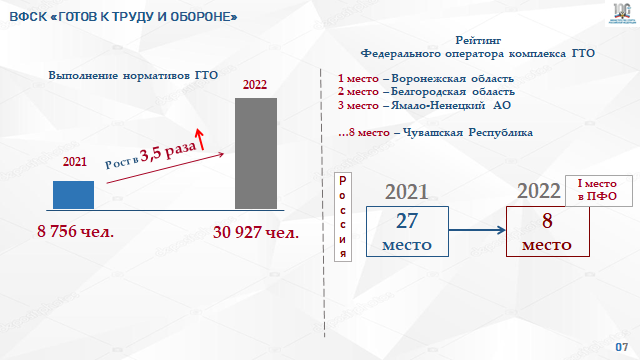 ВФСК «ГОТОВ К ТРУДУ И ОБОРОНЕ»
Выполнение нормативов ГТО
2022
2021
Рост в 3,5 раза
8 756 чел.
30 927 чел.
Рейтинг
Федерального оператора комплекса ГТО
1 место – Воронежская область
2 место – Белгородская область
3 место – Ямало-Ненецкий АО
…8 место – Чувашская Республика
Россия
2021
27
место
2022
I место
в ПФО
8
место
07